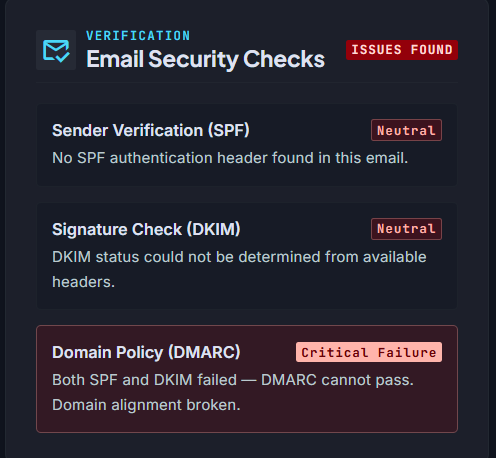 VERIFICATION
Email Security Checks
ISSUES FOUND
Sender Verification (SPF)
Neutral
No SPF authentication header found in this email.
Signature Check (DKIM)
Neutral
DKIM status could not be determined from available
headers.
Domain Policy (DMARC)
Critical Failure
Both SPF and DKIM failed — DMARC cannot pass.
Domain alignment broken.